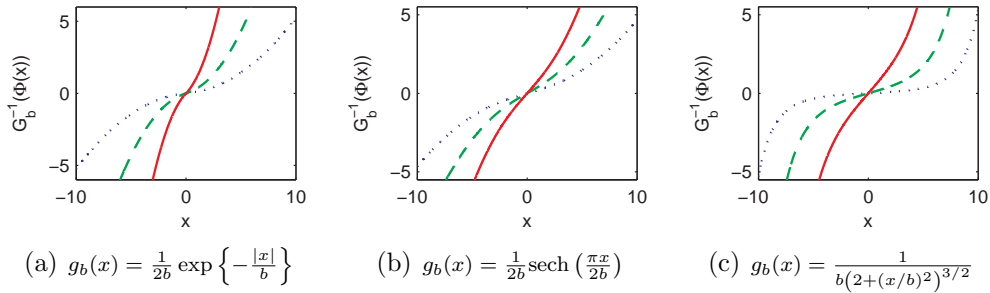 5
0
−5
−10 0 10
x
G_b^{-1}(Φ(x))
5
0
−5
−10 0 10
x
G_b^{-1}(Φ(x))
5
0
−5
−10 0 10
x
G_b^{-1}(Φ(x))
(a) g_b(x) = \frac{1}{2b} exp{−\frac{|x|}{b}}
(b) g_b(x) = \frac{1}{2b} sech(\frac{πx}{2b})
(c) g_b(x) = \frac{1}{b(2+(x/b)^2)^{3/2}}